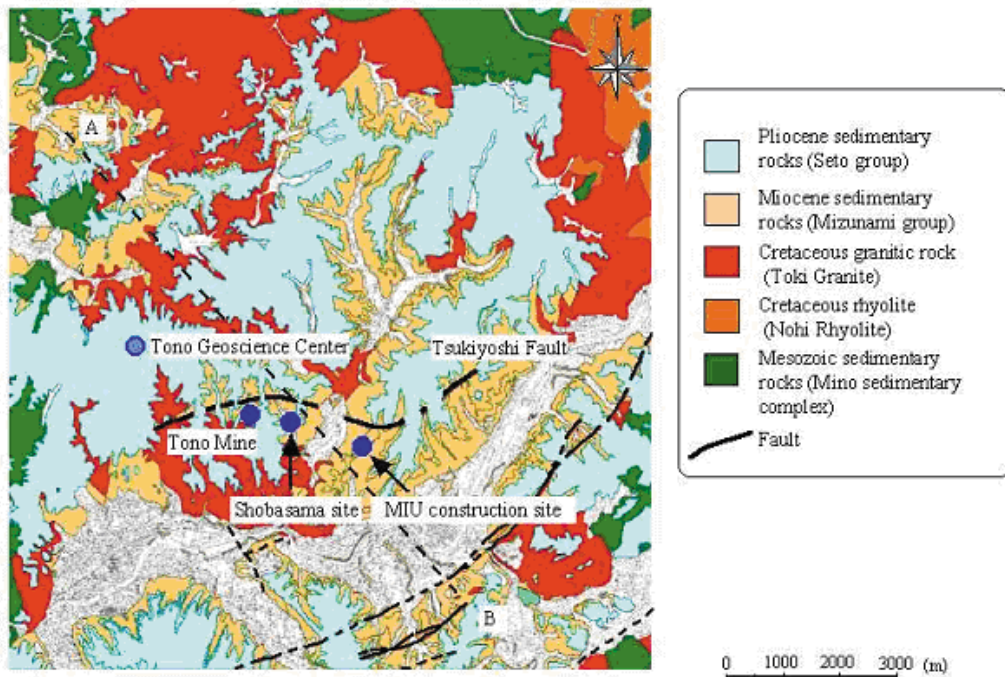 A
Tono Geoscience Center
Tsukiyoshi Fault
Tono Mine
Shobasama site
MIU construction site
B
Pliocene sedimentary
rocks (Seto group)
Miocene sedimentary
rocks (Mizunami group)
Cretaceous granitic rock
(Toki Granite)
Cretaceous rhyolite
(Nohi Rhyolite)
Mesozoic sedimentary
rocks (Mino sedimentary
complex)
Fault
0 1000 2000 3000 (m)